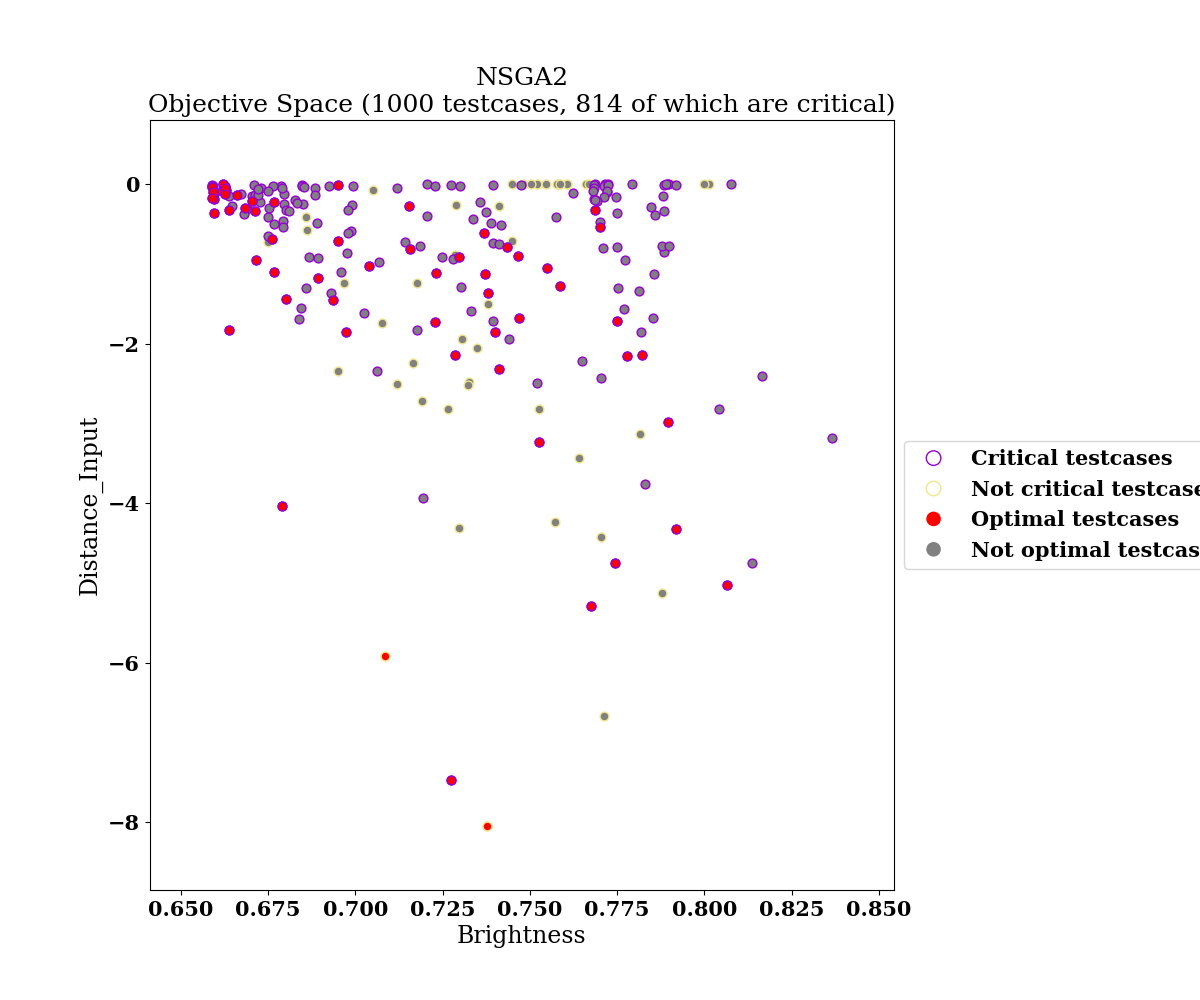 NSGA2
Objective Space (1000 testcases, 814 of which are critical)
0
−2
−4
−6
−8
Distance_Input
0.650 0.675 0.700 0.725 0.750 0.775 0.800 0.825 0.850
Brightness
Critical testcases
Not critical testcase
Optimal testcases
Not optimal testcas